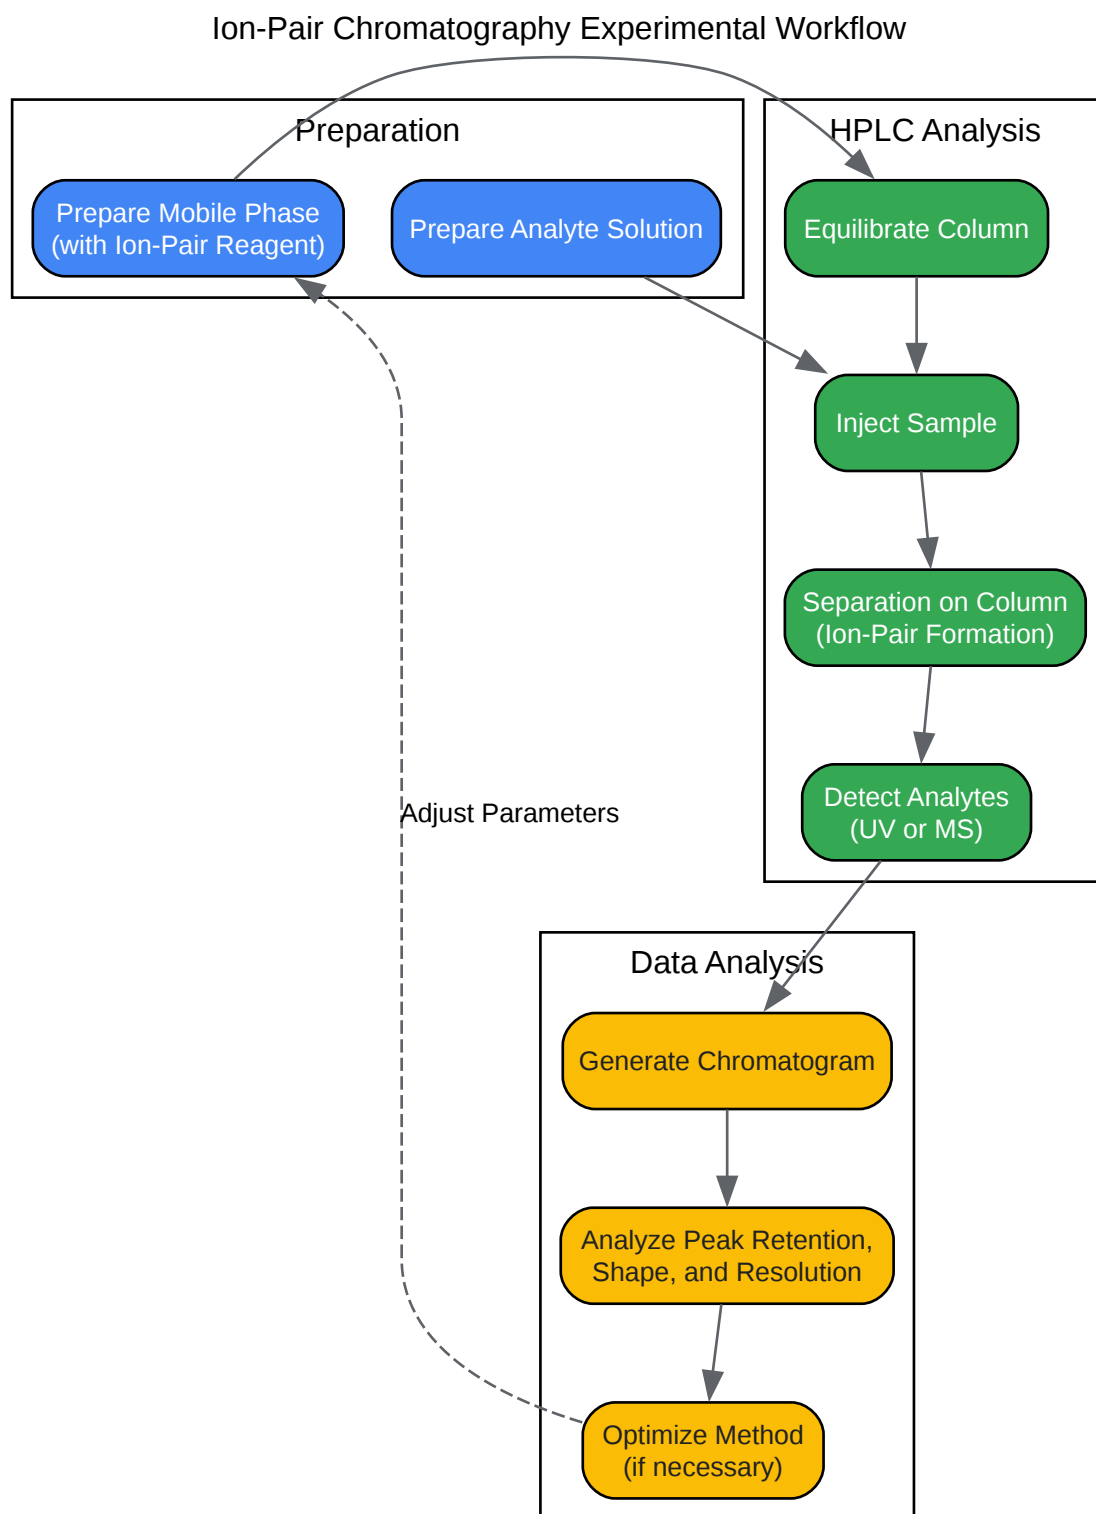 Ion-Pair Chromatography Experimental Workflow
Preparation
Prepare Mobile Phase
(with Ion-Pair Reagent)
Prepare Analyte Solution
HPLC Analysis
Equilibrate Column
Inject Sample
Separation on Column
(Ion-Pair Formation)
Detect Analytes
(UV or MS)
Adjust Parameters
Data Analysis
Generate Chromatogram
Analyze Peak Retention,
Shape, and Resolution
Optimize Method
(if necessary)